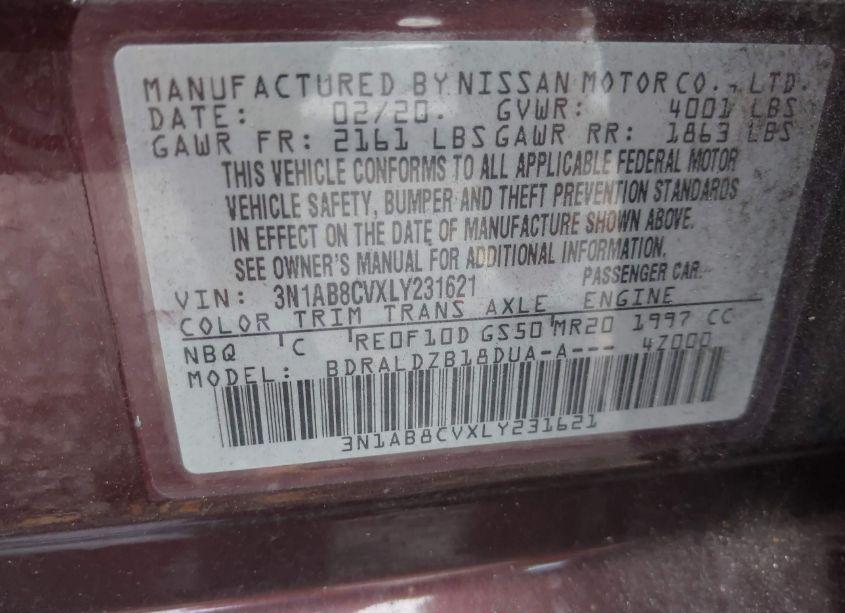 MANUFACTURED BY NISSAN MOTOR CO., LTD.
DATE: 02/20. GVWR: 4001 LBS
GAWR FR: 2161 LBS GAWR RR: 1863 LBS
THIS VEHICLE CONFORMS TO ALL APPLICABLE FEDERAL MOTOR
VEHICLE SAFETY, BUMPER AND THEFT PREVENTION STANDARDS
IN EFFECT ON THE DATE OF MANUFACTURE SHOWN ABOVE.
SEE OWNER'S MANUAL FOR ADDITIONAL INFORMATION.
VIN: 3N1AB8CVXLY231621 PASSENGER CAR.
COLOR TRIM TRANS AXLE ENGINE
NBQ C RE0F10D GS50 MR20 1997 CC
MODEL: BDRALDZB18DUA-A--- 4Z000
3N1AB8CVXLY231621